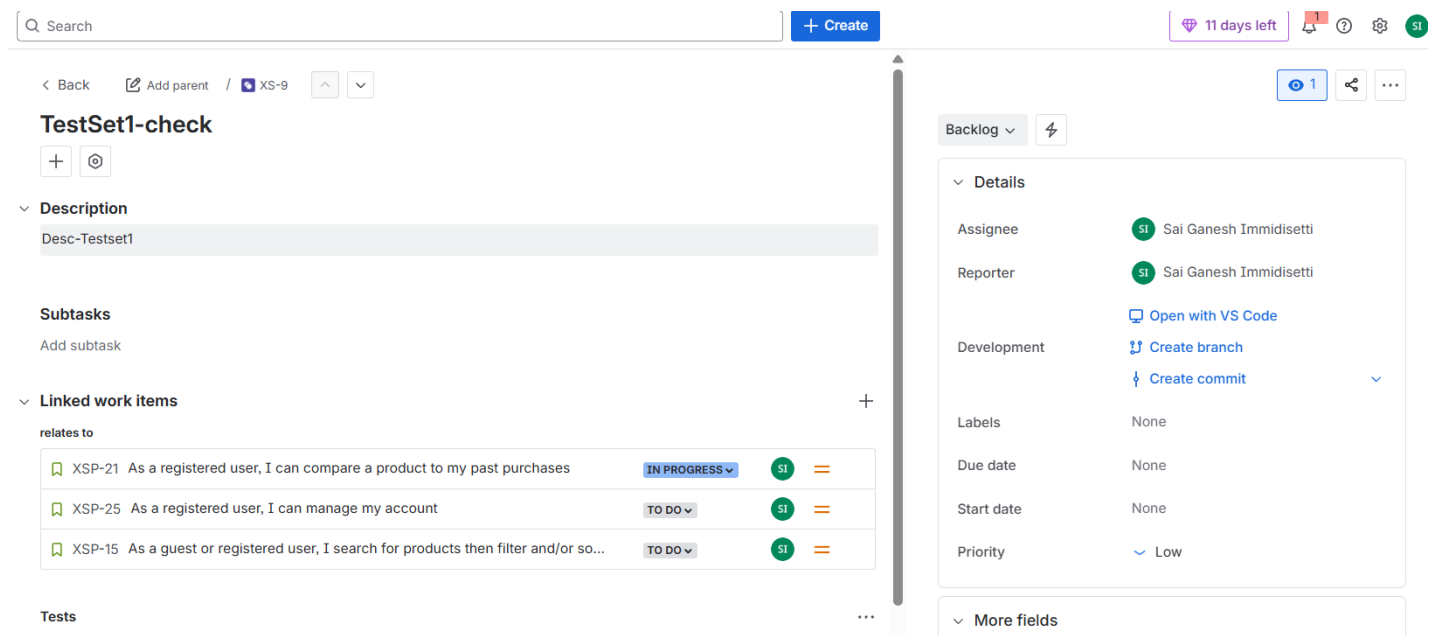 Search
+ Create
11 days left
1
SI
Back
Add parent / XS-9
1
TestSet1-check
Backlog
Description
Desc-Testset1
Subtasks
Add subtask
Linked work items
relates to
XSP-21 As a registered user, I can compare a product to my past purchases IN PROGRESS SI
XSP-25 As a registered user, I can manage my account TO DO SI
XSP-15 As a guest or registered user, I search for products then filter and/or so... TO DO SI
Tests
Details
Assignee SI Sai Ganesh Immidisetti
Reporter SI Sai Ganesh Immidisetti
Development
Open with VS Code
Create branch
Create commit
Labels None
Due date None
Start date None
Priority Low
More fields